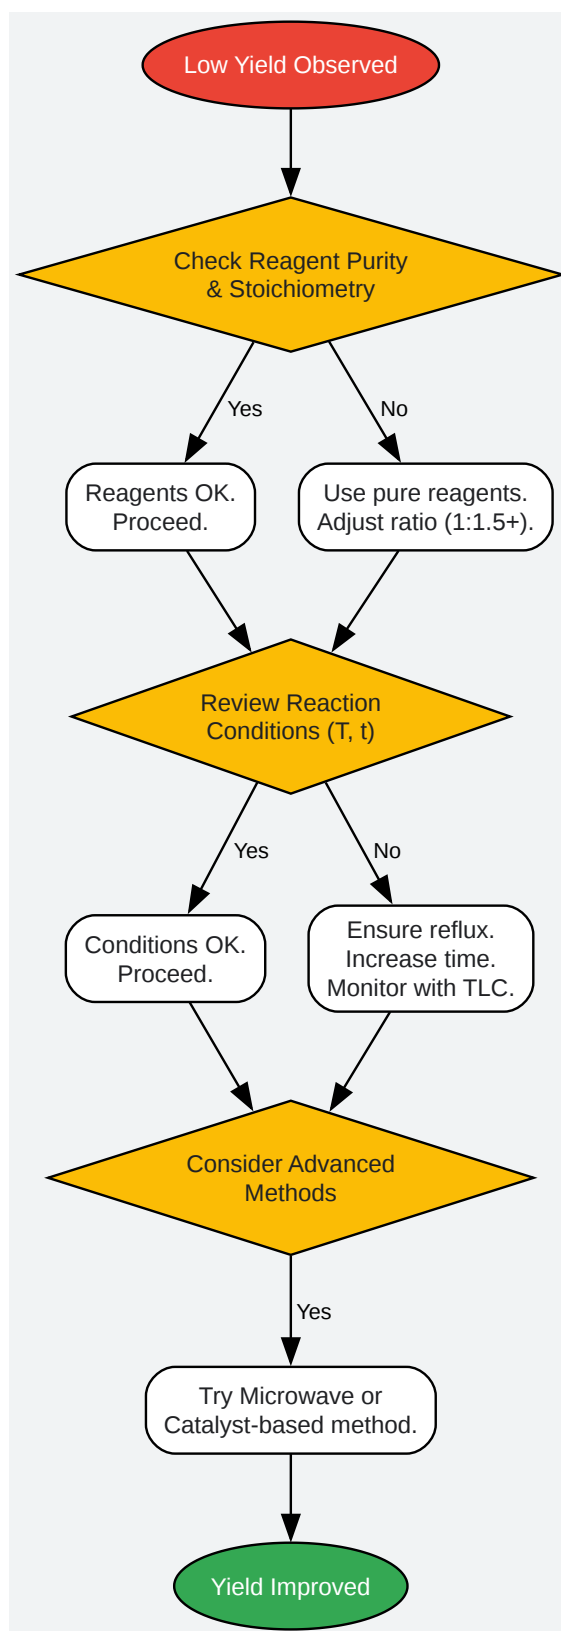 Low Yield Observed
Check Reagent Purity
& Stoichiometry
Yes
No
Reagents OK.
Proceed.
Use pure reagents.
Adjust ratio (1:1.5+).
Review Reaction
Conditions (T, t)
Yes
No
Conditions OK.
Proceed.
Ensure reflux.
Increase time.
Monitor with TLC.
Consider Advanced
Methods
Yes
Try Microwave or
Catalyst-based method.
Yield Improved